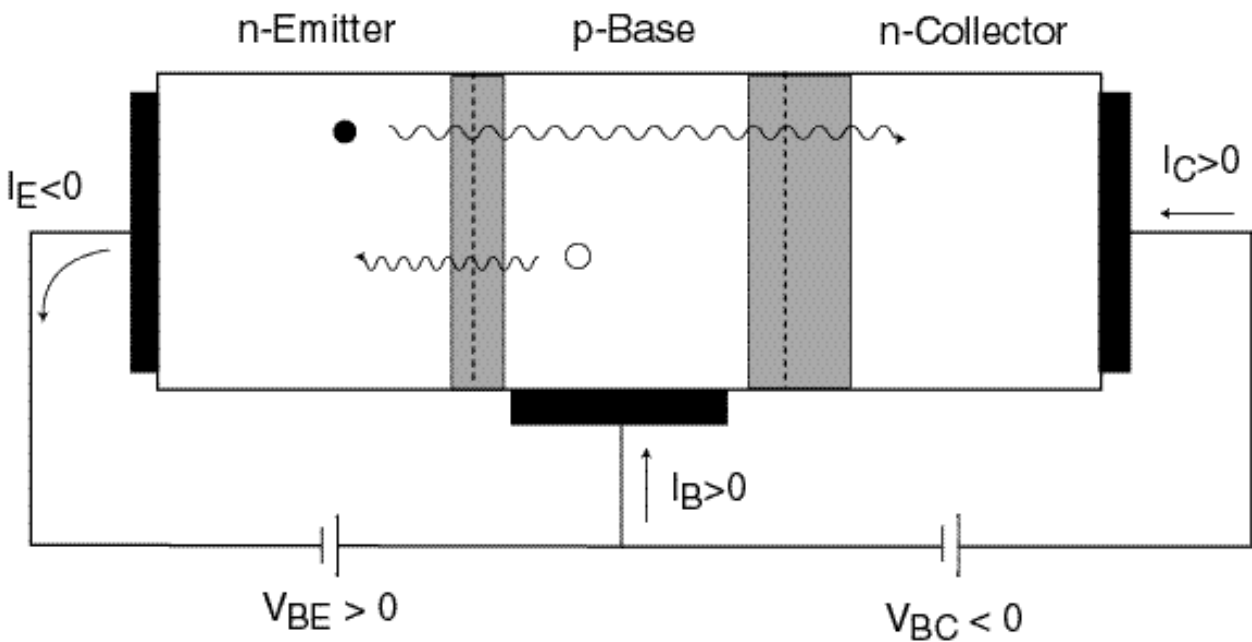 n-Emitter p-Base n-Collector
I_E<0
I_C>0
I_B>0
V_BE > 0
V_BC < 0